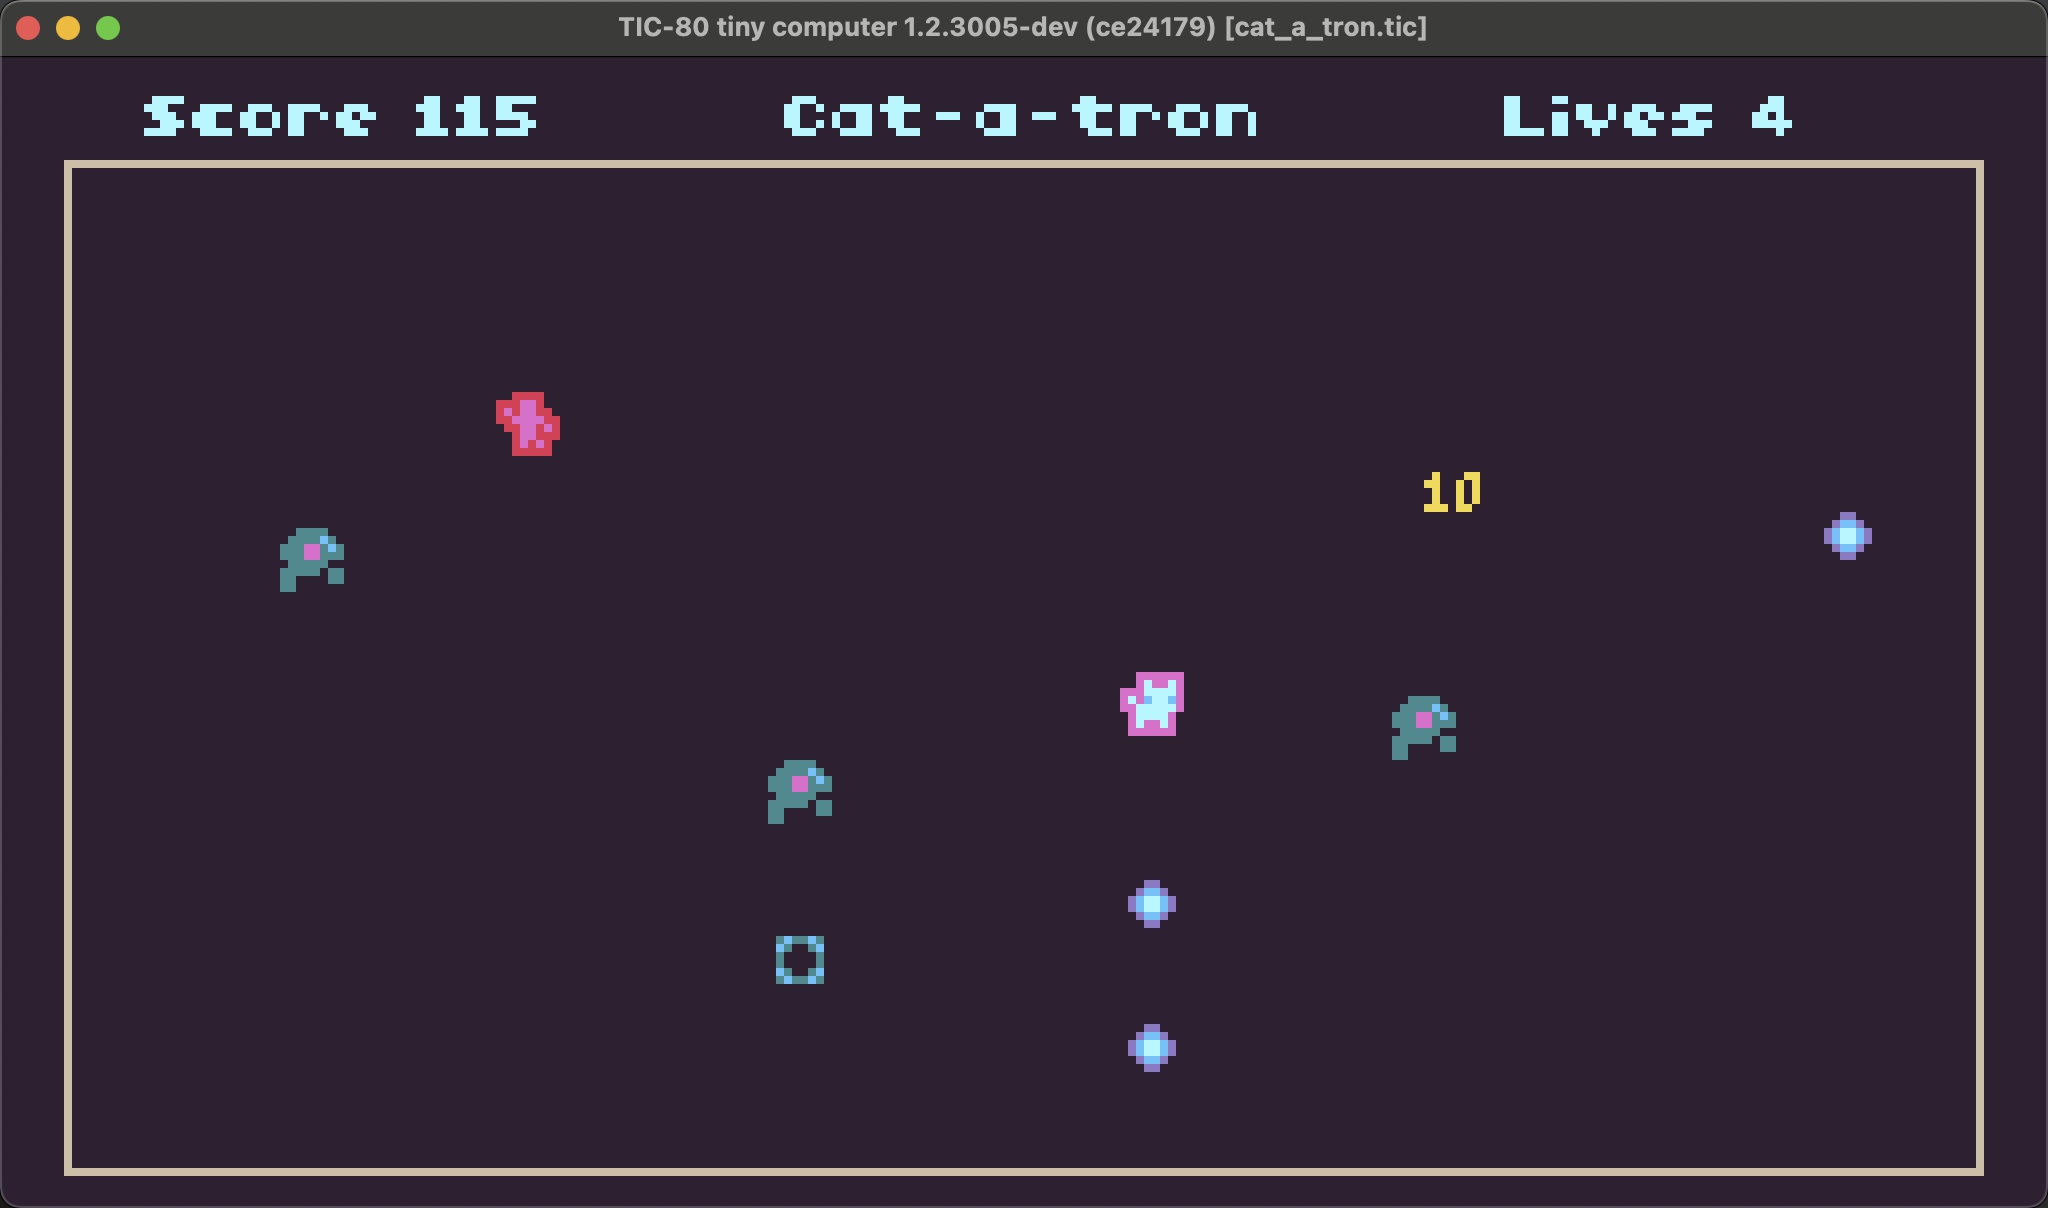 TIC-80 tiny computer 1.2.3005-dev (ce24179) [cat_a_tron.tic]
Score 115 Cat-a-tron Lives 4
10